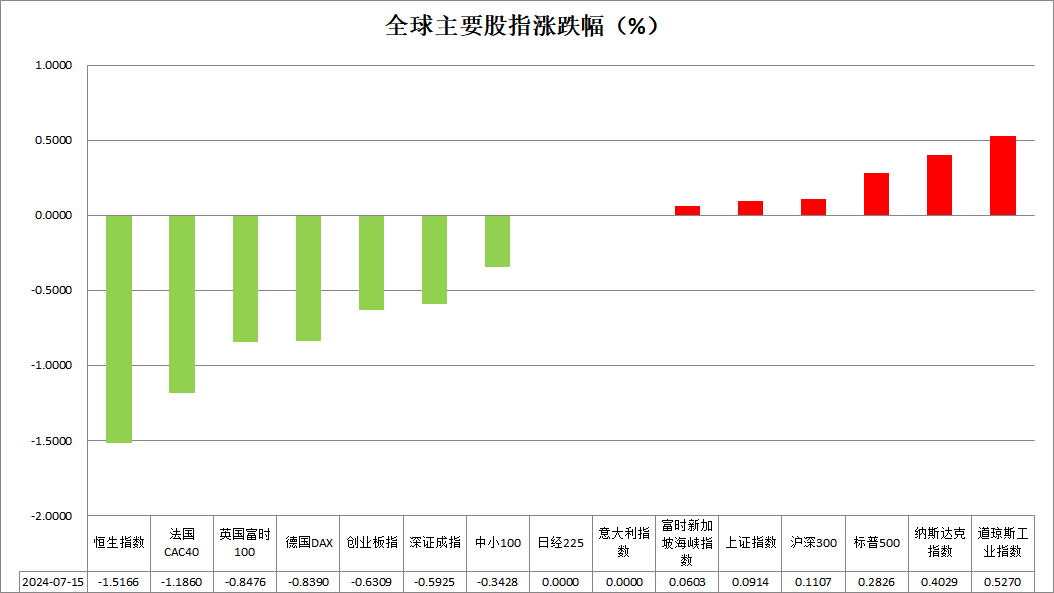 全球主要股指涨跌幅（%）
1.0000
0.5000
0.0000
-0.5000
-1.0000
-1.5000
-2.0000
恒生指数
法国
CAC40
英国富时
100
德国DAX
创业板指
深证成指
中小100
日经225
意大利指
数
富时新加
坡海峡指
数
上证指数
沪深300
标普500
纳斯达克
指数
道琼斯工
业指数
2024-07-15 -1.5166 -1.1860 -0.8476 -0.8390 -0.6309 -0.5925 -0.3428 0.0000 0.0000 0.0603 0.0914 0.1107 0.2826 0.4029 0.5270